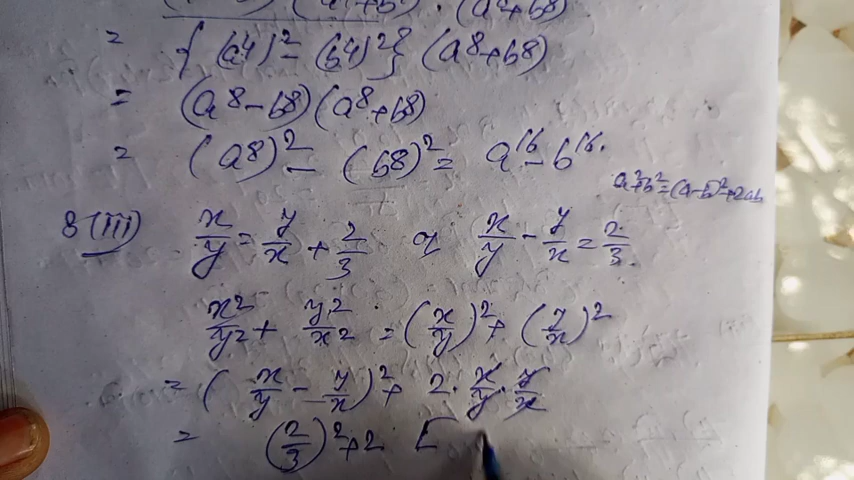 (a⁸+b⁸)
= {(a⁴)² - (b⁴)²} (a⁸+b⁸)
= (a⁸-b⁸) (a⁸+b⁸)
= (a⁸)² - (b⁸)² = a¹⁶ - b¹⁶.
a²+b²=(a-b)²+2ab
8(iii) x/y = y/x + 2/3 or x/y - y/x = 2/3.
x²/y² + y²/x² = (x/y)² + (y/x)²
= (x/y - y/x)² + 2·x/y·y/x
= (2/3)² + 2 [